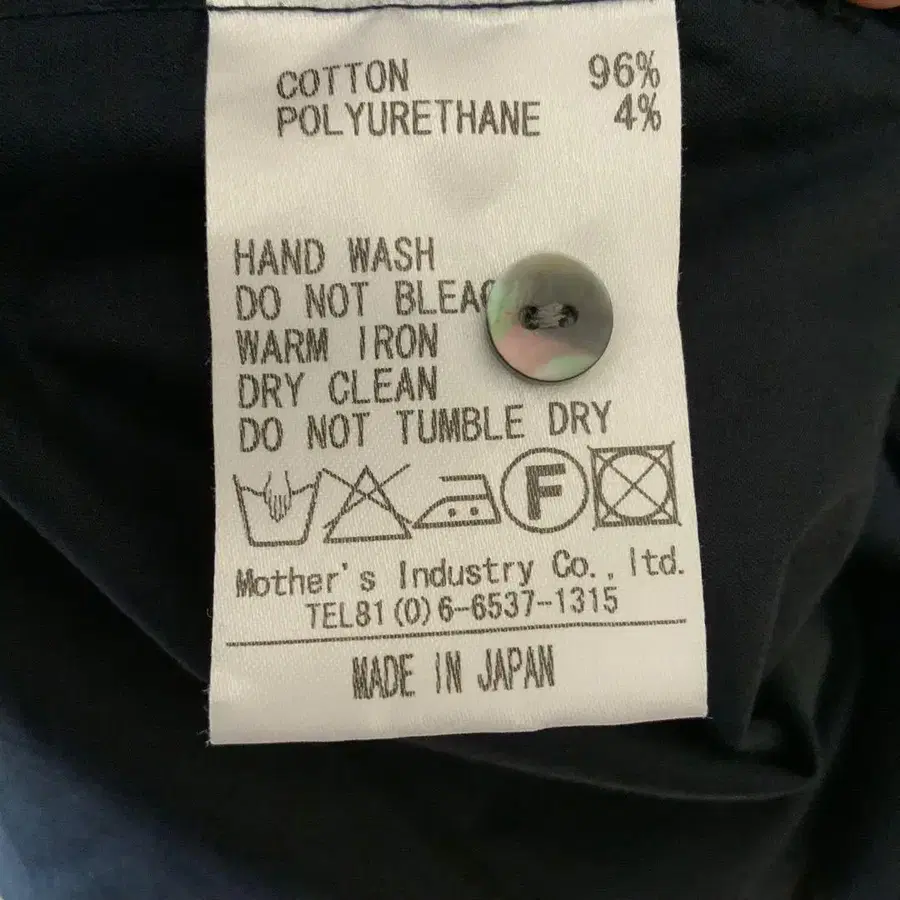 COTTON 96%
POLYURETHANE 4%
HAND WASH
DO NOT BLEAC
WARM IRON
DRY CLEAN
DO NOT TUMBLE DRY
F
Mother's Industry Co., ltd.
TEL81(0)6-6537-1315
MADE IN JAPAN